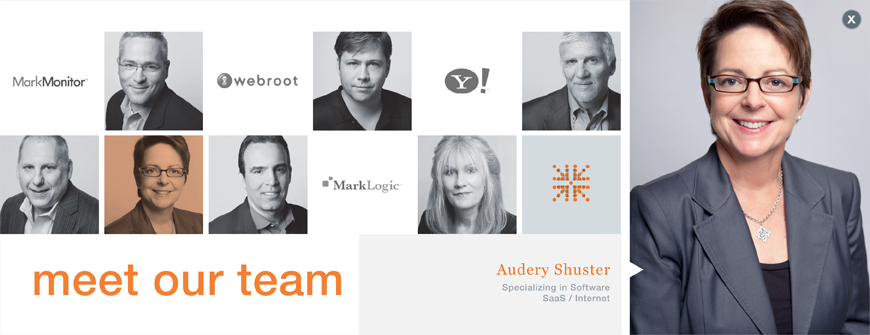 MarkMonitor
webroot
Y!
MarkLogic
meet our team
Audery Shuster
Specializing in Software
SaaS / Internet
X